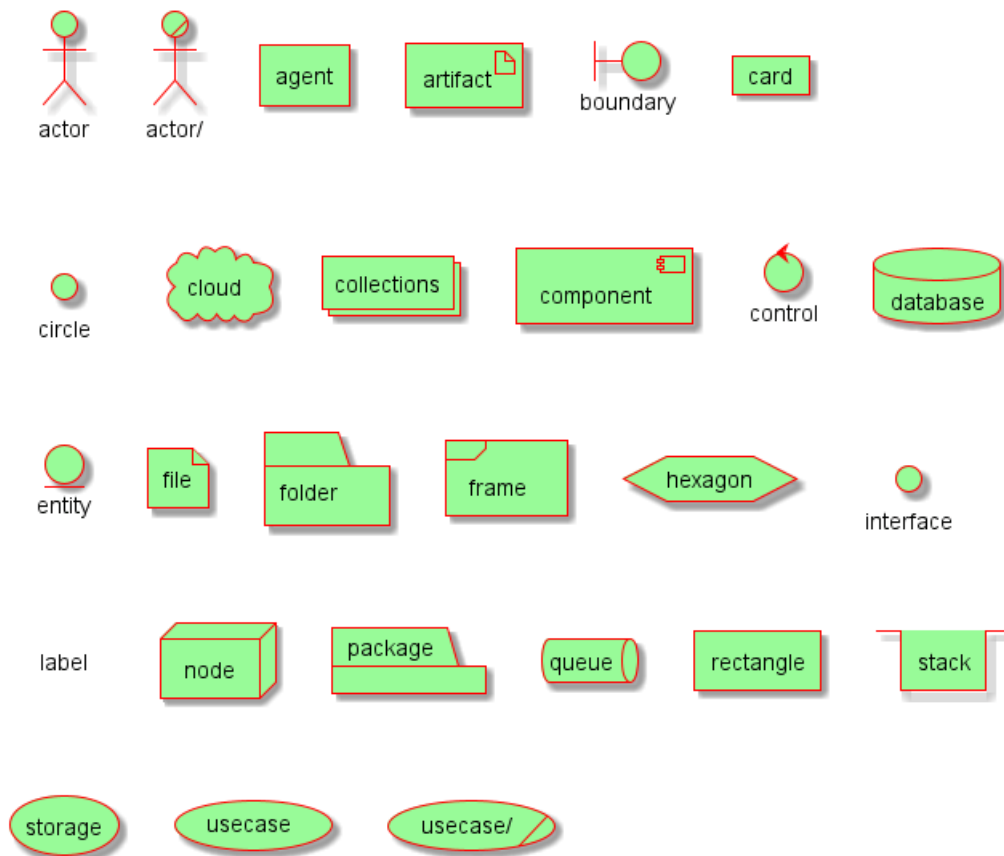 actor
actor/
agent
artifact
boundary
card
circle
cloud
collections
component
control
database
entity
file
folder
frame
hexagon
interface
label
node
package
queue
rectangle
stack
storage
usecase
usecase/